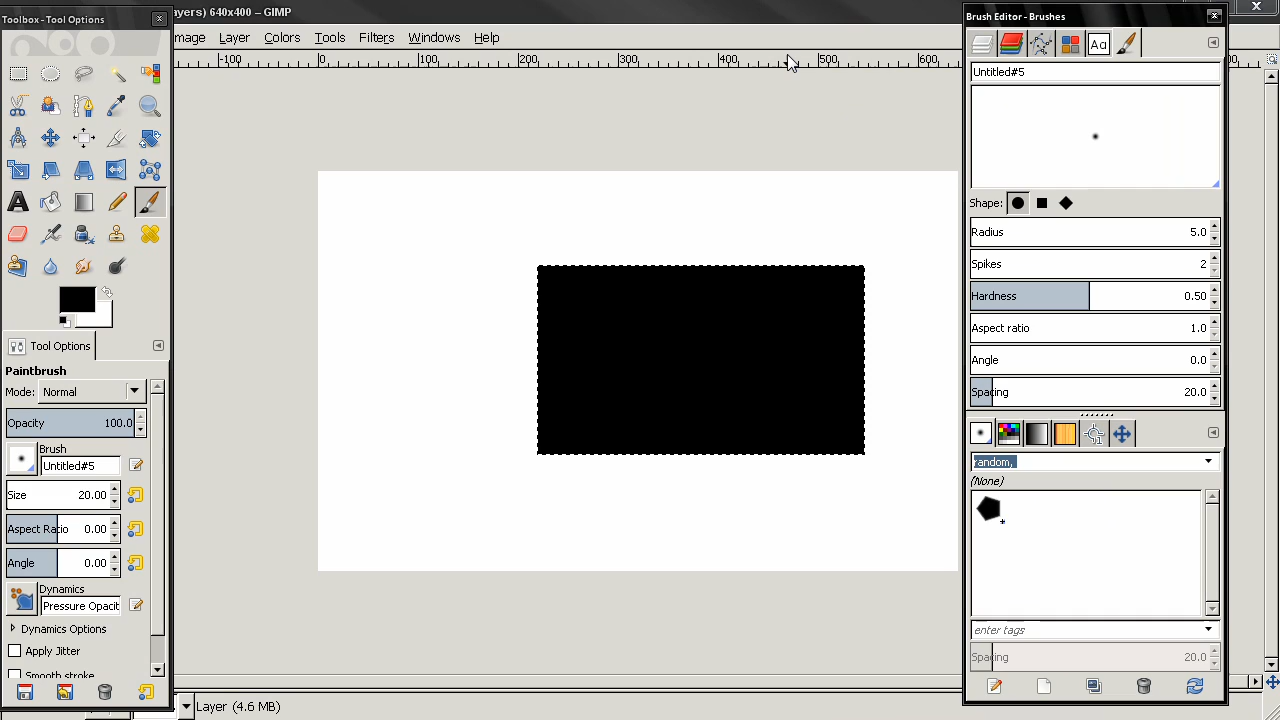 ayers) 640x400 – GIMP
Toolbox - Tool Options
Brush Editor - Brushes
mage Layer Colors Tools Filters Windows Help
-100 0 100 200 300 400 500 600
Aa
Untitled#5
Shape:
Radius 5.0
Spikes 2
Hardness 0.50
Aspect ratio 1.0
Angle 0.0
Spacing 20.0
Tool Options
Paintbrush
Mode: Normal
Opacity 100.0
Brush
Untitled#5
Size 20.00
Aspect Ratio 0.00
Angle 0.00
Dynamics
Pressure Opacit
Dynamics Options
Apply Jitter
Smooth stroke
random,
(None)
enter tags
Spacing 20.0
Layer (4.6 MB)